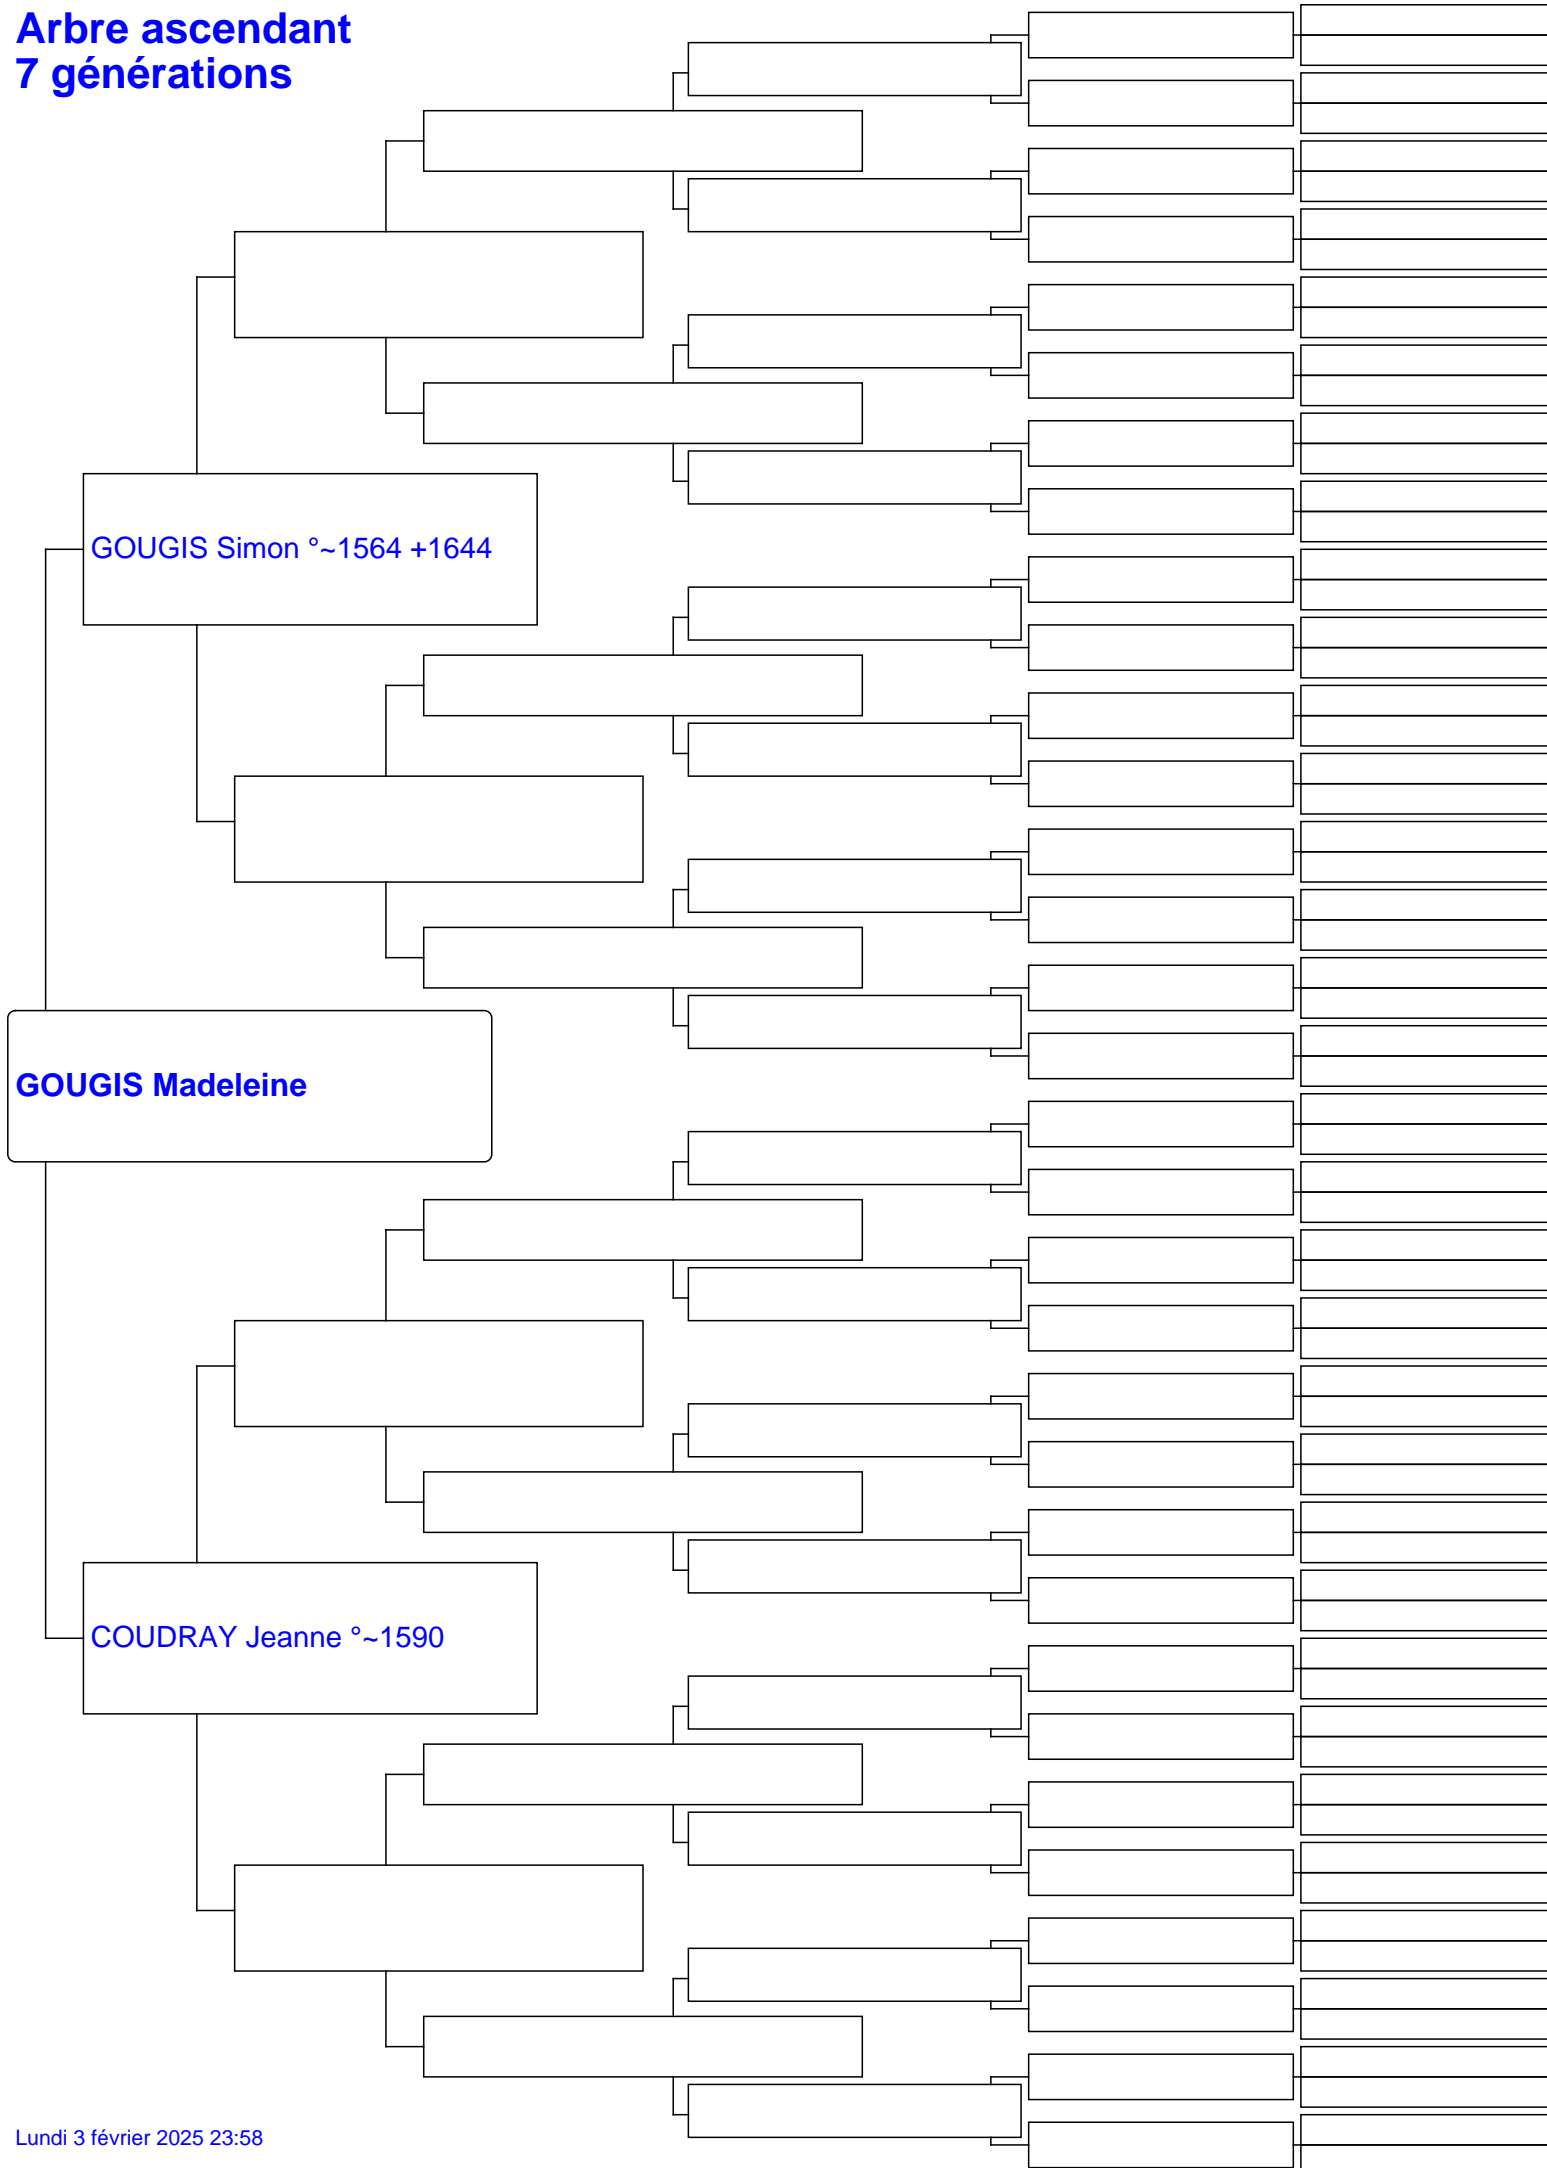 Arbre ascendant
7 générations
GOUGIS Simon °~1564 +1644
GOUGIS Madeleine
COUDRAY Jeanne °~1590
Lundi 3 février 2025 23:58